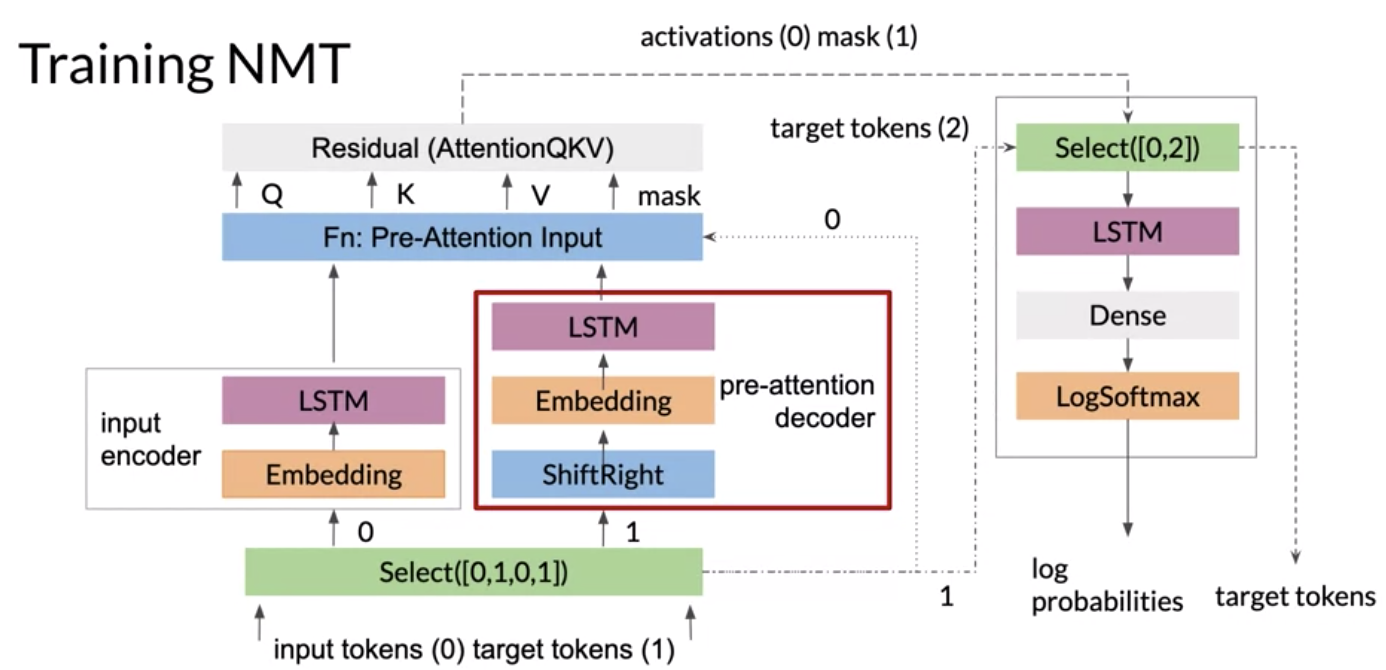 Training NMT
activations (0) mask (1)
target tokens (2)
Residual (AttentionQKV)
Select([0,2])
Q
K
V
mask
0
Fn: Pre-Attention Input
LSTM
LSTM
Dense
pre-attention
decoder
input
encoder
LSTM
Embedding
LogSoftmax
Embedding
ShiftRight
0
1
Select([0,1,0,1])
1
log
probabilities
target tokens
input tokens (0) target tokens (1)